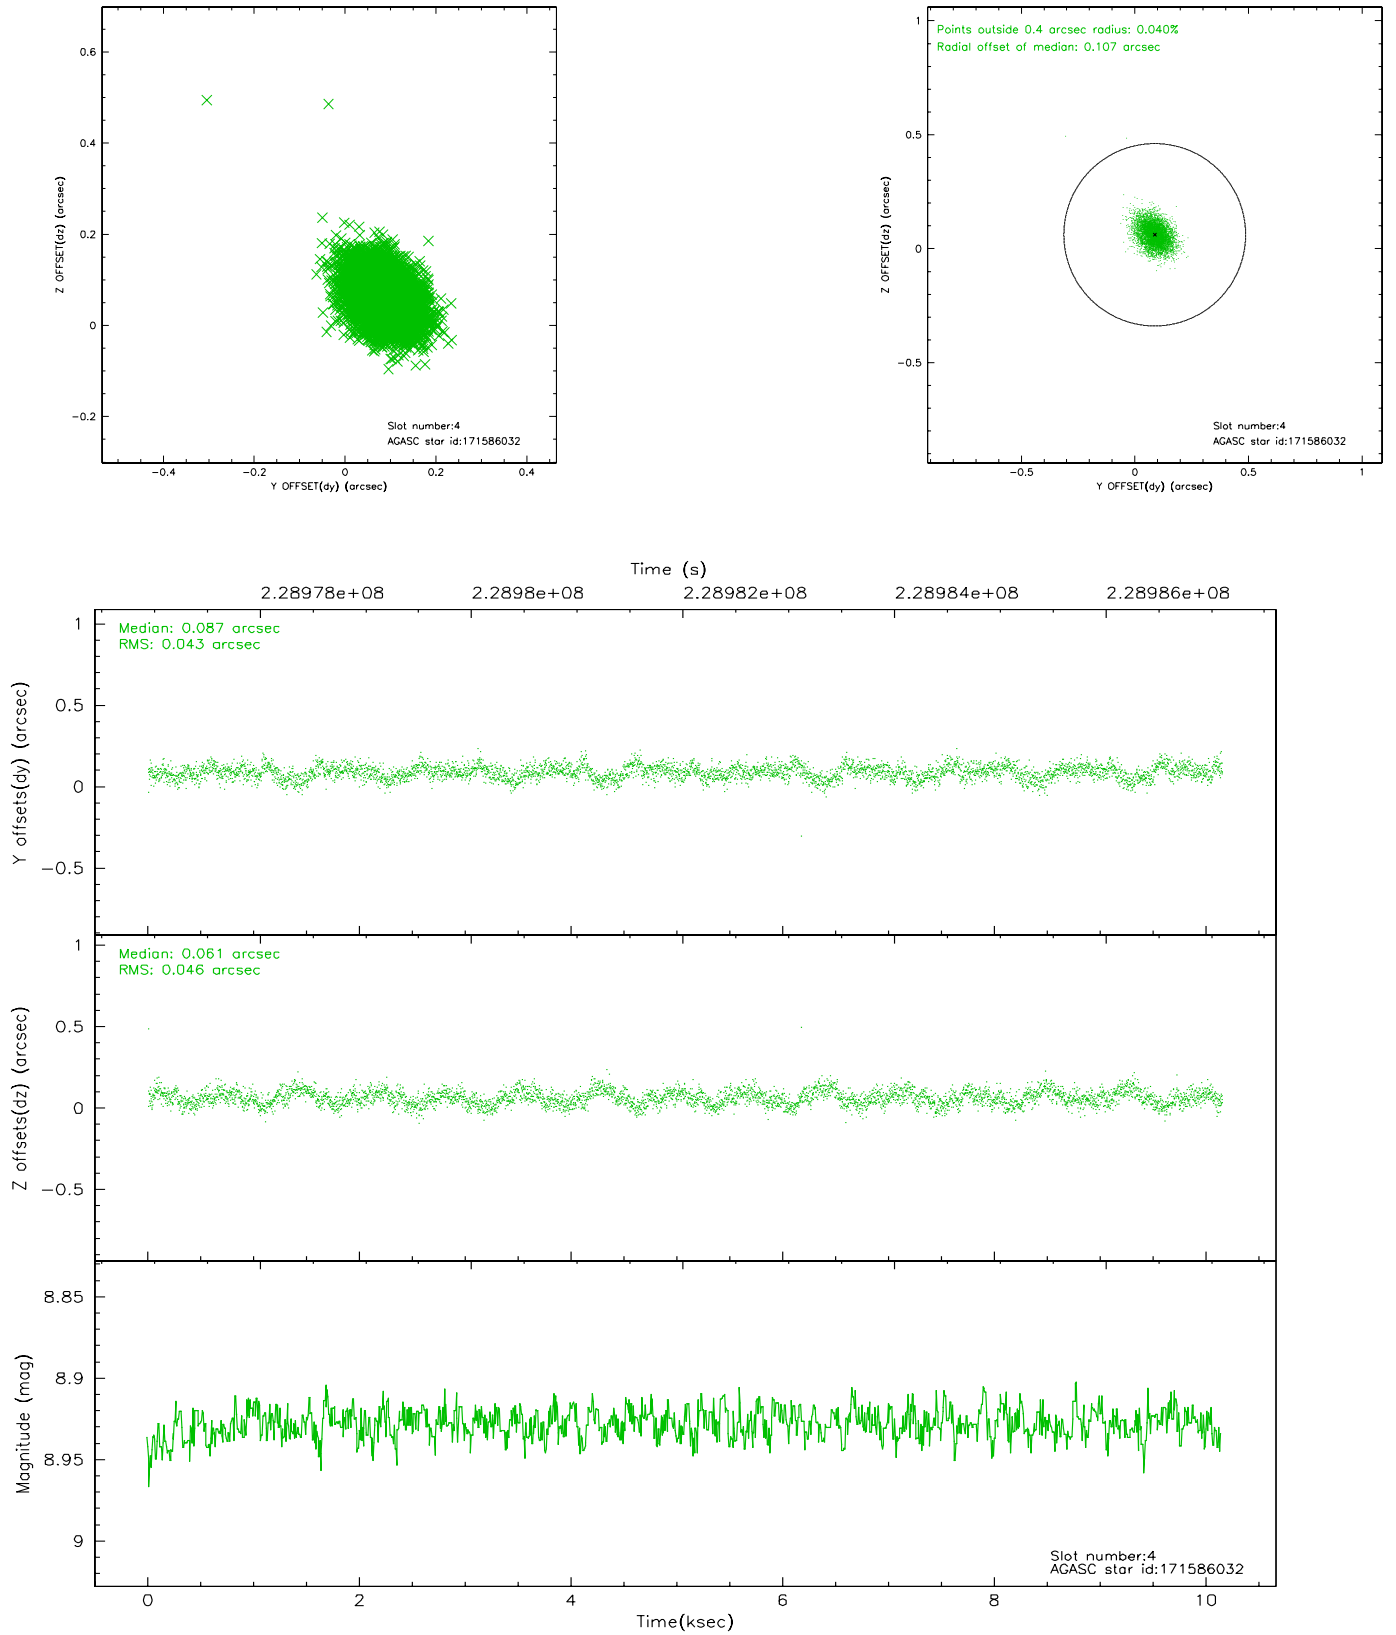 0.6
0.4
0.2
0
−0.2
Z OFFSET(dz) (arcsec)
Slot number:4
AGASC star id:171586032
−0.4 −0.2 0 0.2 0.4
Y OFFSET(dy) (arcsec)
Points outside 0.4 arcsec radius: 0.040%
Radial offset of median: 0.107 arcsec
1
0.5
0
−0.5
Z OFFSET(dz) (arcsec)
Slot number:4
AGASC star id:171586032
−0.5 0 0.5 1
Y OFFSET(dy) (arcsec)
Time (s)
2.28978e+08 2.2898e+08 2.28982e+08 2.28984e+08 2.28986e+08
Median: 0.087 arcsec
RMS: 0.043 arcsec
1
0.5
0
−0.5
Y offsets(dy) (arcsec)
Median: 0.061 arcsec
RMS: 0.046 arcsec
1
0.5
0
−0.5
Z offsets(dz) (arcsec)
8.85
8.9
8.95
9
Magnitude (mag)
Slot number:4
AGASC star id:171586032
0 2 4 6 8 10
Time(ksec)